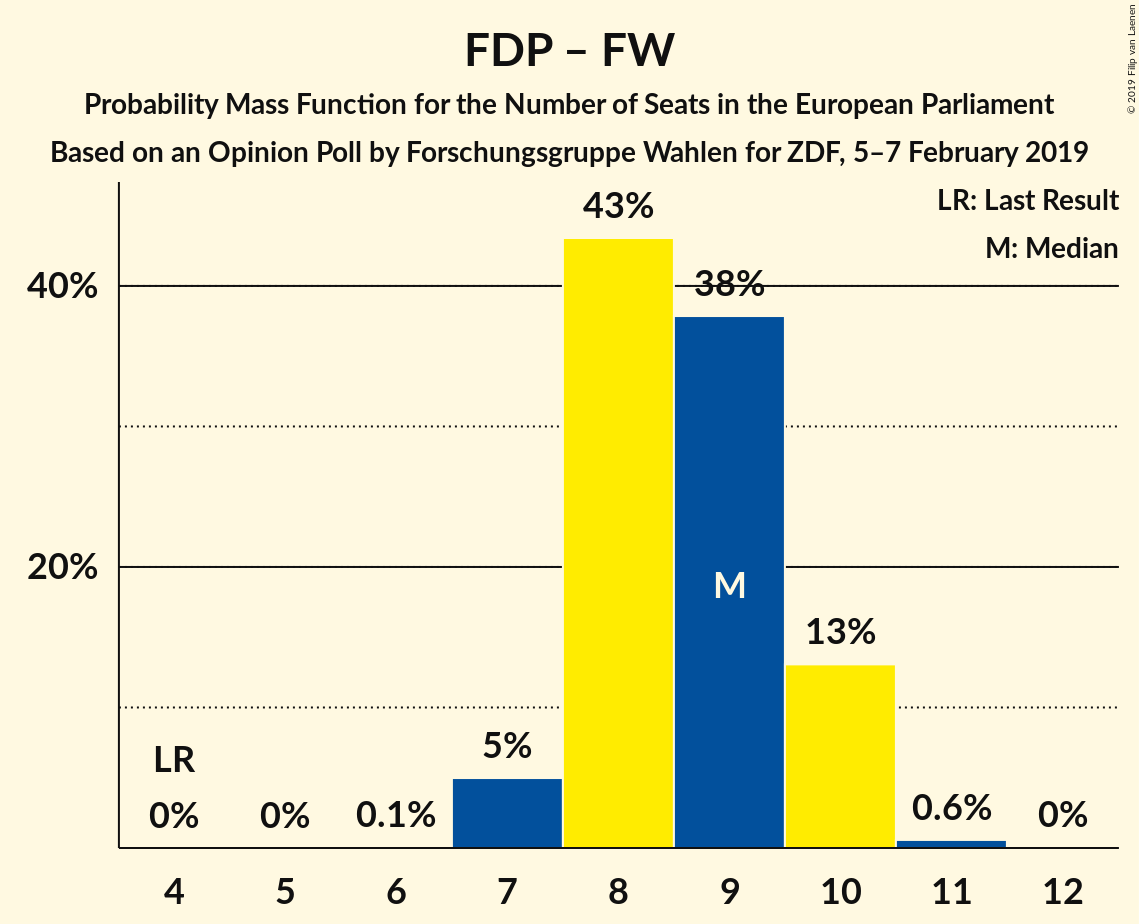 FDP – FW
Probability Mass Function for the Number of Seats in the European Parliament
Based on an Opinion Poll by Forschungsgruppe Wahlen for ZDF, 5–7 February 2019
© 2019 Filip van Laenen
LR: Last Result
M: Median
43%
40%
38%
20%
M
13%
LR
5%
0%
0%
0.1%
0.6%
0%
4 5 6 7 8 9 10 11 12